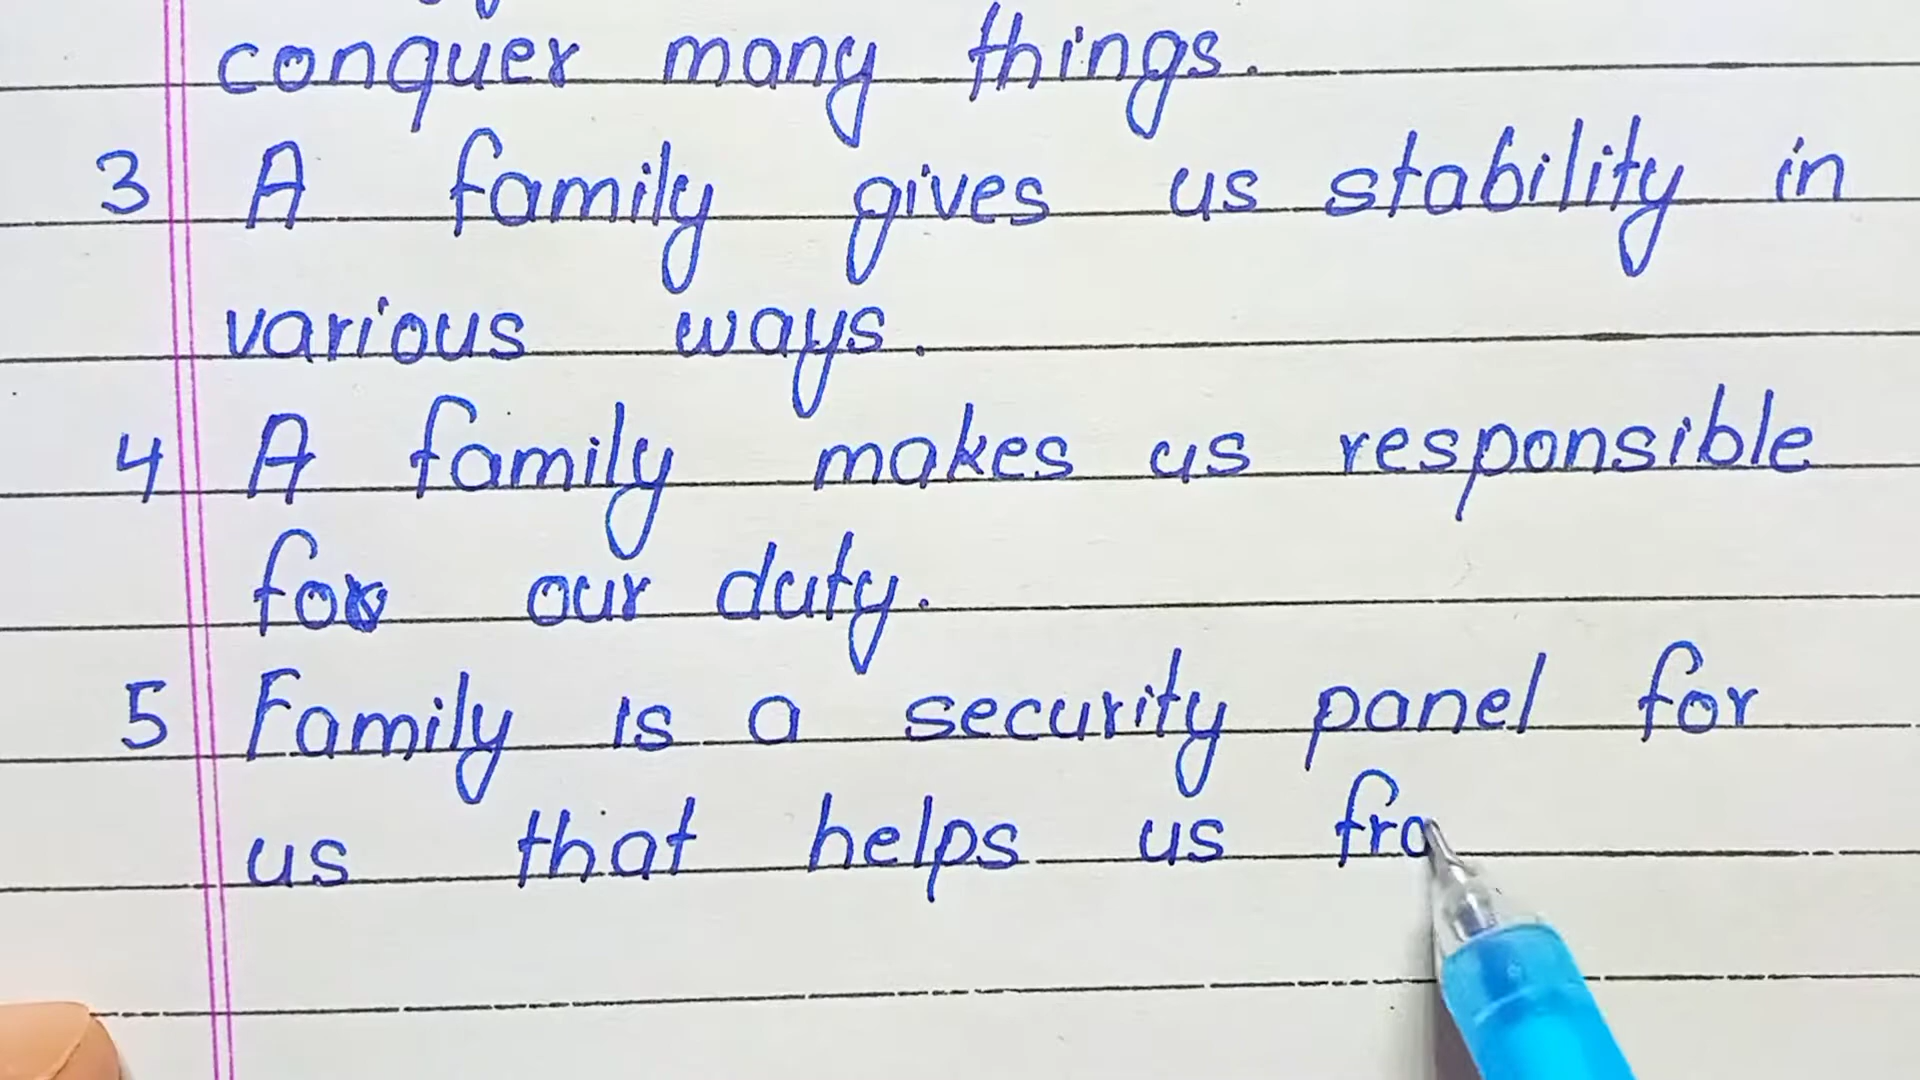 conquer many things.
3 A family gives us stability in
various ways.
4 A family makes us responsible
for our duty.
5 Family is a security panel for
us that helps us fro